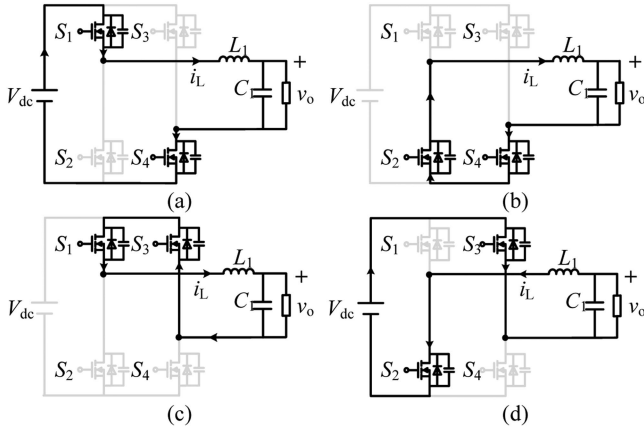 S1 S3 L1 +
iL C1 vo
Vdc
S2 S4
(a)
S1 S3 L1 +
iL C1 vo
Vdc
S2 S4
(b)
S1 S3 L1 +
iL C1 vo
Vdc
S2 S4
(c)
S1 S3 L1 +
iL C1 vo
Vdc
S2 S4
(d)